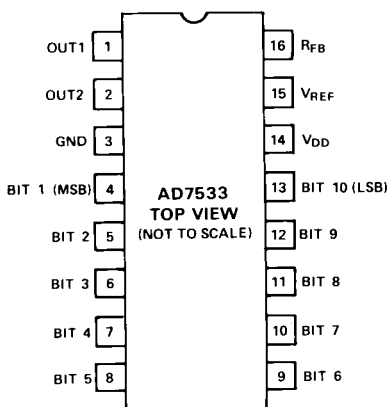 OUT1 1
OUT2 2
GND 3
BIT 1 (MSB) 4
BIT 2 5
BIT 3 6
BIT 4 7
BIT 5 8
AD7533
TOP VIEW
(NOT TO SCALE)
16 RFB
15 VREF
14 VDD
13 BIT 10 (LSB)
12 BIT 9
11 BIT 8
10 BIT 7
9 BIT 6